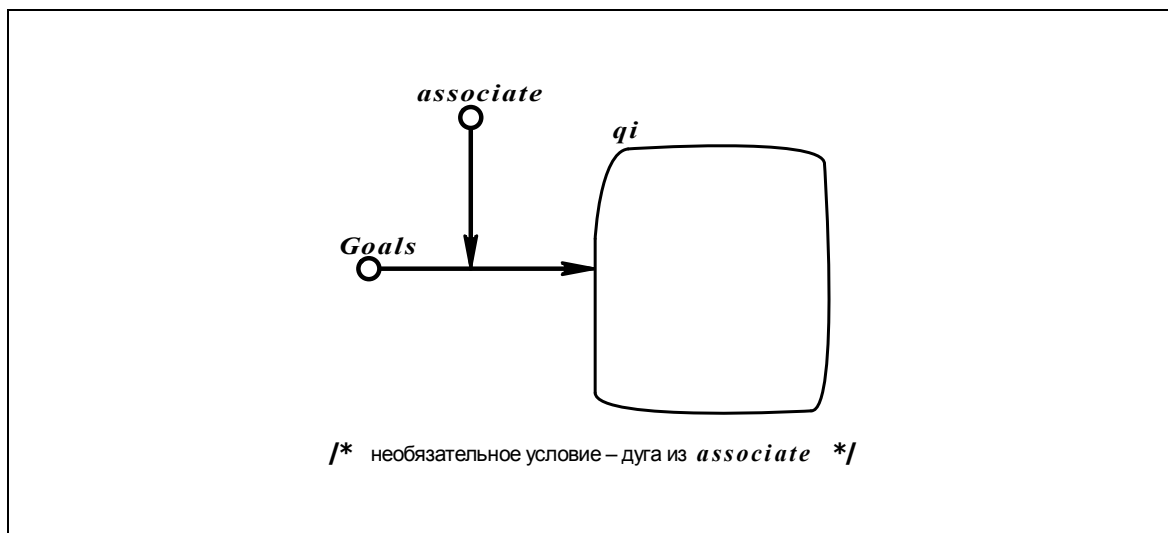 associate
qi
Goals
/* необязательное условие – дуга из associate */